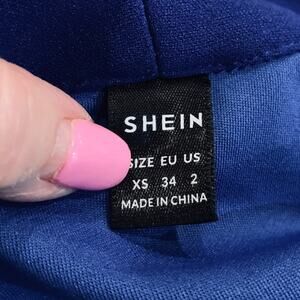 SHEIN
SIZE EU US
XS 34 2
MADE IN CHINA